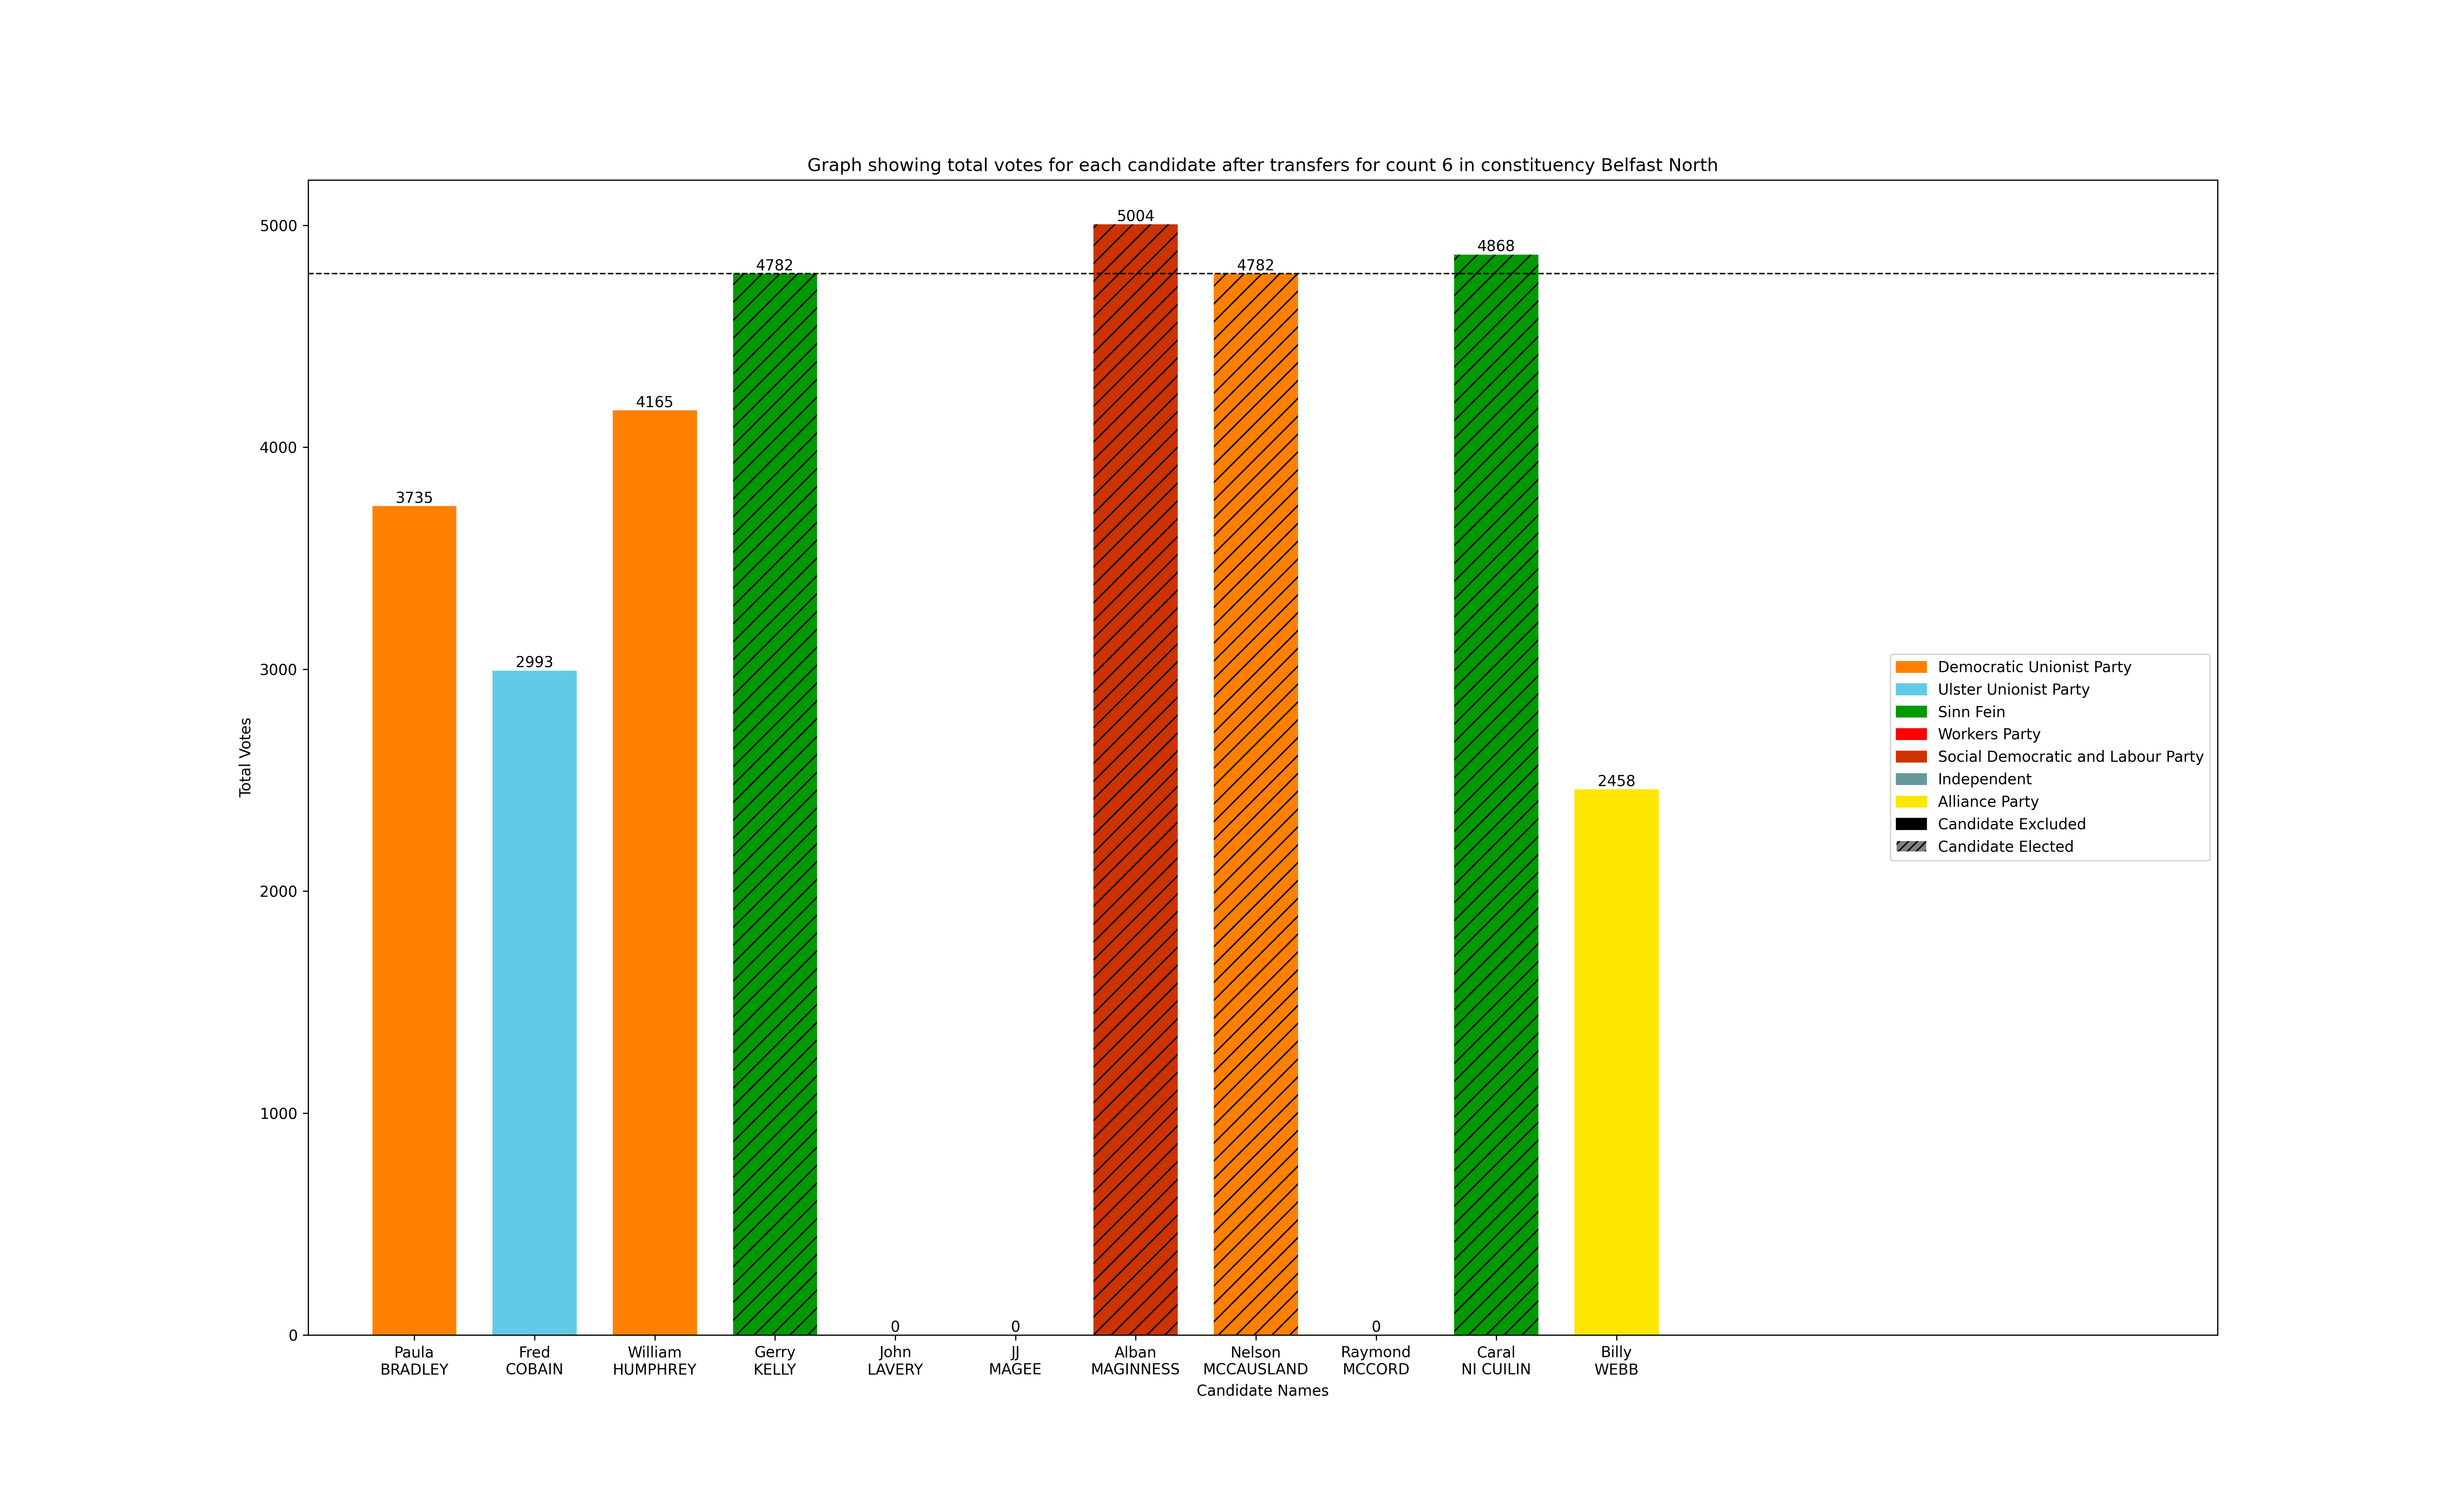 Graph showing total votes for each candidate after transfers for count 6 in constituency Belfast North
Total Votes
5000
4000
3000
2000
1000
0
3735
2993
4165
4782
0
0
5004
4782
0
4868
2458
Democratic Unionist Party
Ulster Unionist Party
Sinn Fein
Workers Party
Social Democratic and Labour Party
Independent
Alliance Party
Candidate Excluded
Candidate Elected
Paula
BRADLEY
Fred
COBAIN
William
HUMPHREY
Gerry
KELLY
John
LAVERY
JJ
MAGEE
Alban
MAGINNESS
Nelson
MCCAUSLAND
Raymond
MCCORD
Caral
NI CUILIN
Billy
WEBB
Candidate Names